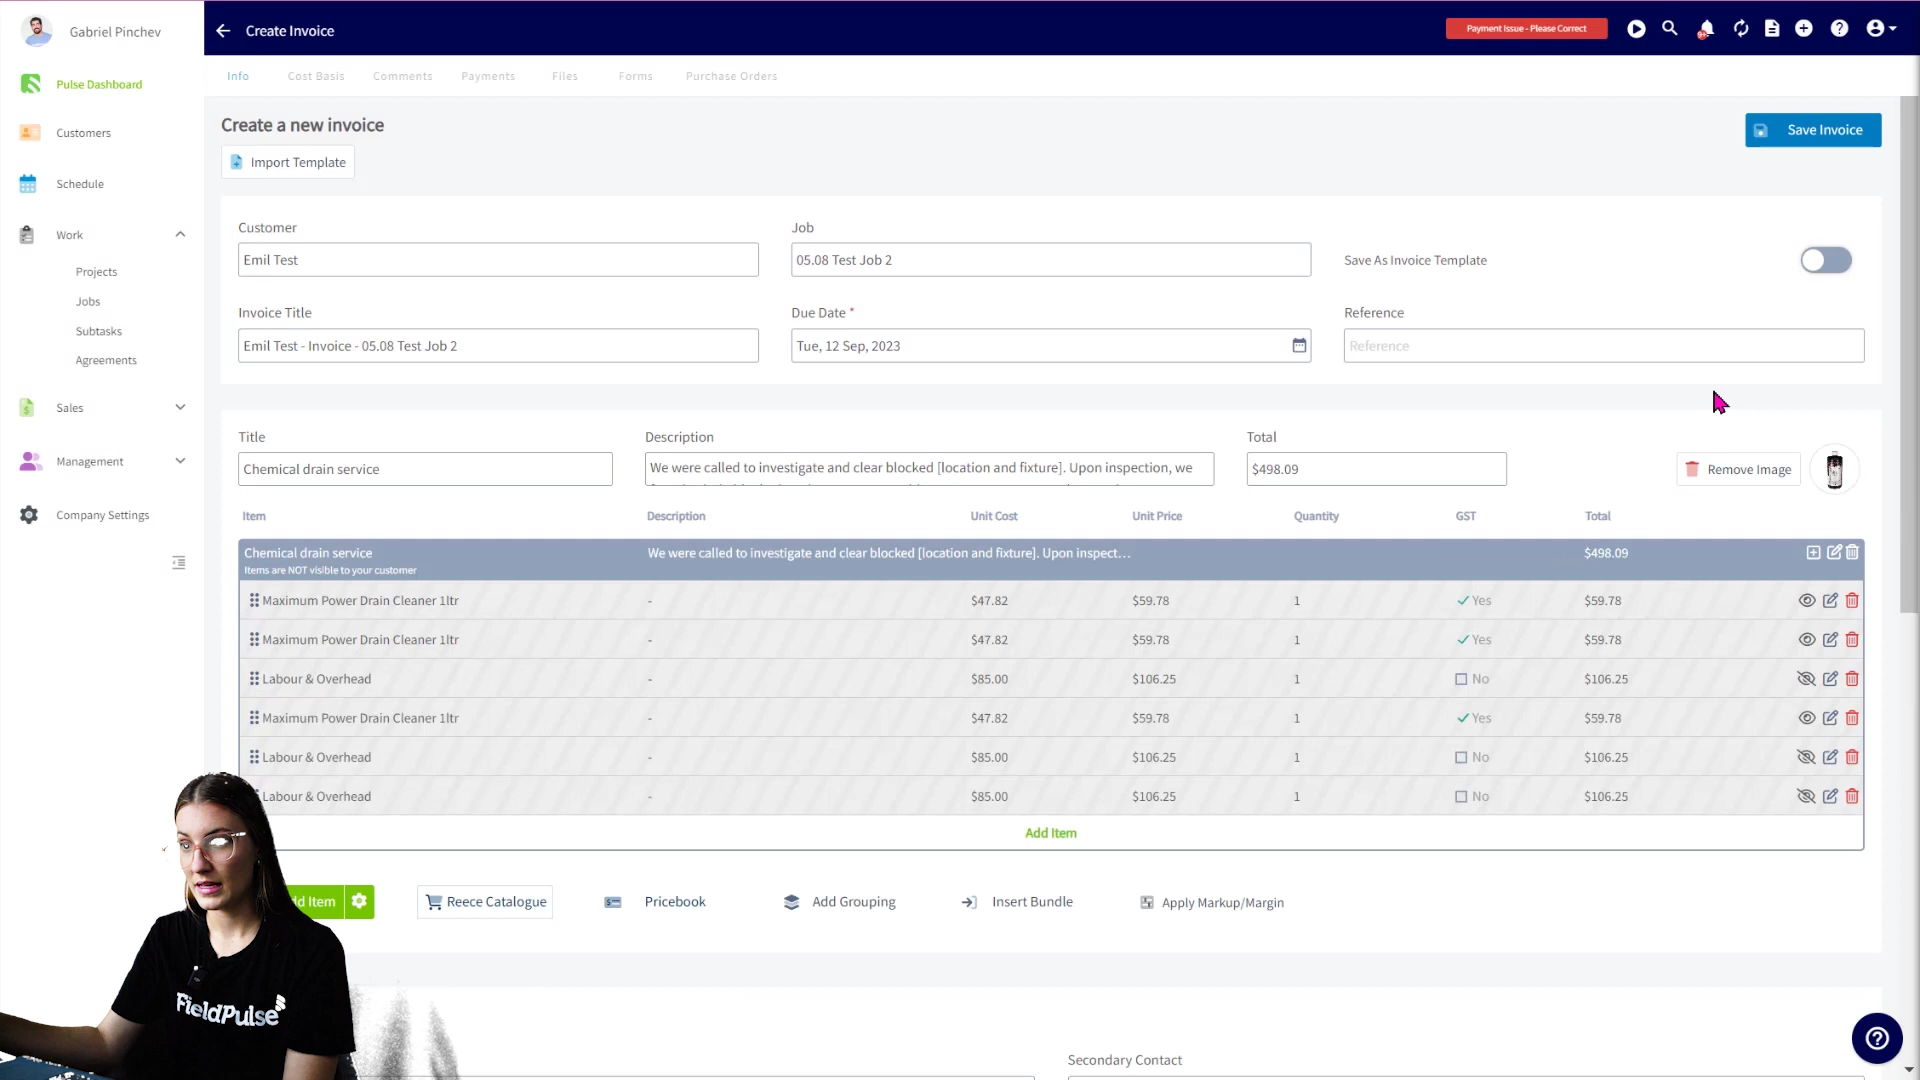 Gabriel Pinchev
Create Invoice
Payment Issue - Please Correct
9+
Pulse Dashboard
Customers
Schedule
Work
Projects
Jobs
Subtasks
Agreements
Sales
Management
Company Settings
Info
Cost Basis
Comments
Payments
Files
Forms
Purchase Orders
Create a new invoice
Import Template
Save Invoice
Customer
Emil Test
Job
05.08 Test Job 2
Save As Invoice Template
Invoice Title
Emil Test - Invoice - 05.08 Test Job 2
Due Date *
Tue, 12 Sep, 2023
Reference
Reference
Title
Chemical drain service
Description
We were called to investigate and clear blocked [location and fixture]. Upon inspection, we
Total
$498.09
Remove Image
Item Description Unit Cost Unit Price Quantity GST Total
Chemical drain service We were called to investigate and clear blocked [location and fixture]. Upon inspect... $498.09
Items are NOT visible to your customer
Maximum Power Drain Cleaner 1ltr - $47.82 $59.78 1 Yes $59.78
Maximum Power Drain Cleaner 1ltr - $47.82 $59.78 1 Yes $59.78
Labour & Overhead - $85.00 $106.25 1 No $106.25
Maximum Power Drain Cleaner 1ltr - $47.82 $59.78 1 Yes $59.78
Labour & Overhead - $85.00 $106.25 1 No $106.25
Labour & Overhead - $85.00 $106.25 1 No $106.25
Add Item
dd Item
Reece Catalogue
Pricebook
Add Grouping
Insert Bundle
Apply Markup/Margin
FieldPulse
Secondary Contact